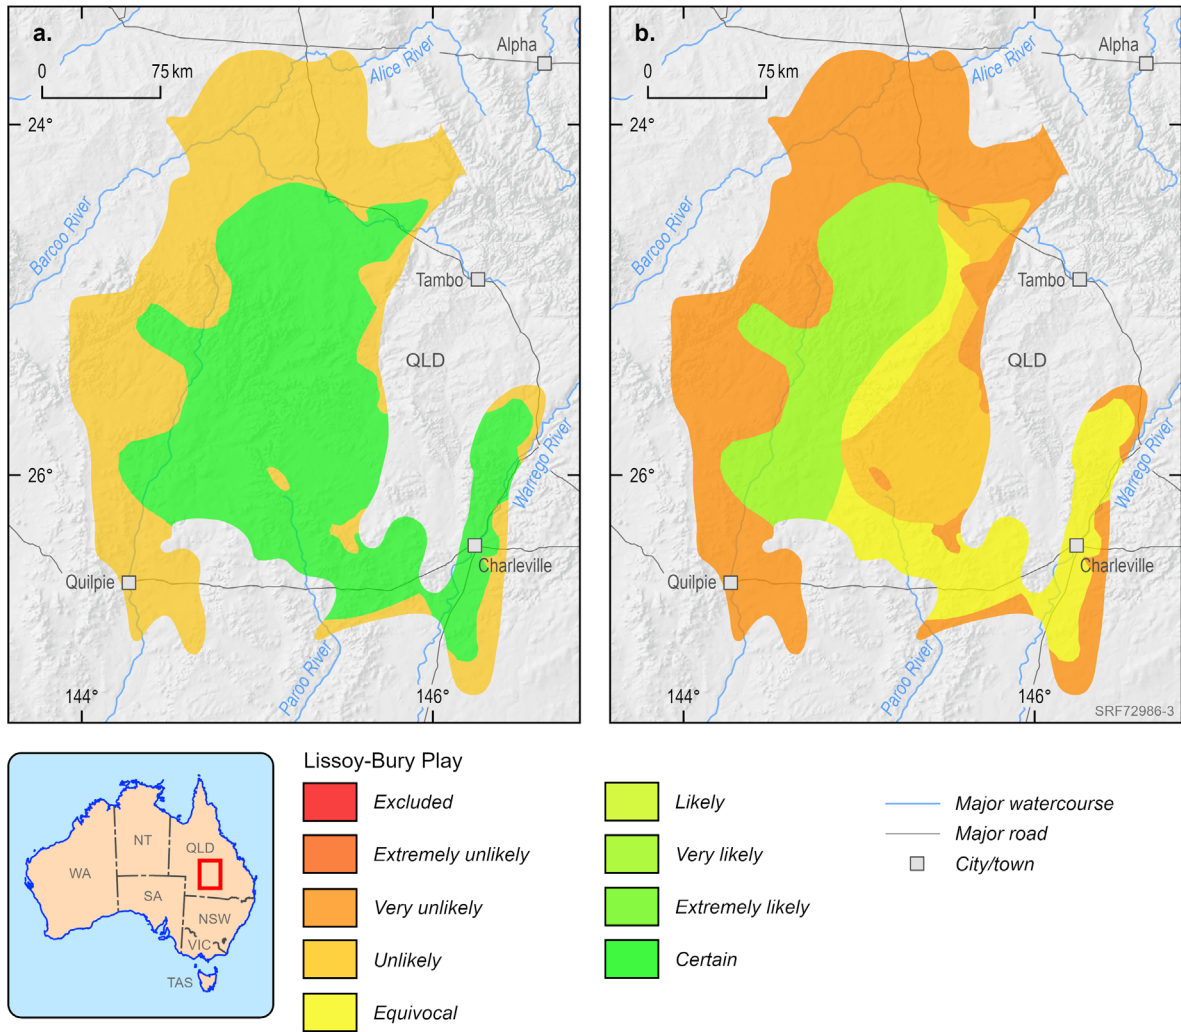 a.
Alpha
0 75 km
Alice River
24°
Barcoo River
Tambo
QLD
26°
Warrego River
Charleville
Quilpie
Paroo River
144°
146°
b.
Alpha
0 75 km
Alice River
Barcoo River
Tambo
QLD
Warrego River
Charleville
Quilpie
Paroo River
144°
146°
SRF72986-3
WA
NT
QLD
SA
NSW
VIC
TAS
Lissoy-Bury Play
Excluded
Extremely unlikely
Very unlikely
Unlikely
Equivocal
Likely
Very likely
Extremely likely
Certain
Major watercourse
Major road
City/town